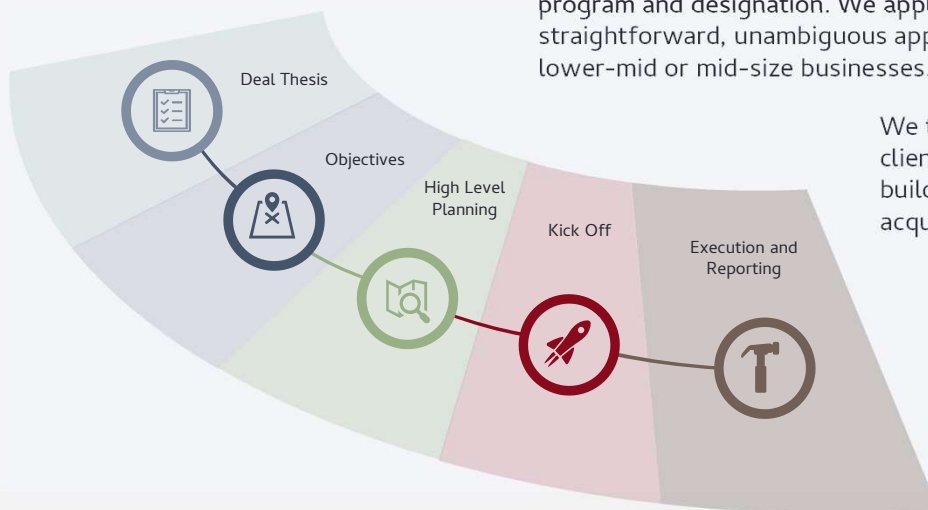 program and designation. We
straightforward, unambiguous
lower-mid or mid-size businesses.
We
Deal Thesis
Objectives
High Level
Planning
Kick Off
Execution and
Reporting